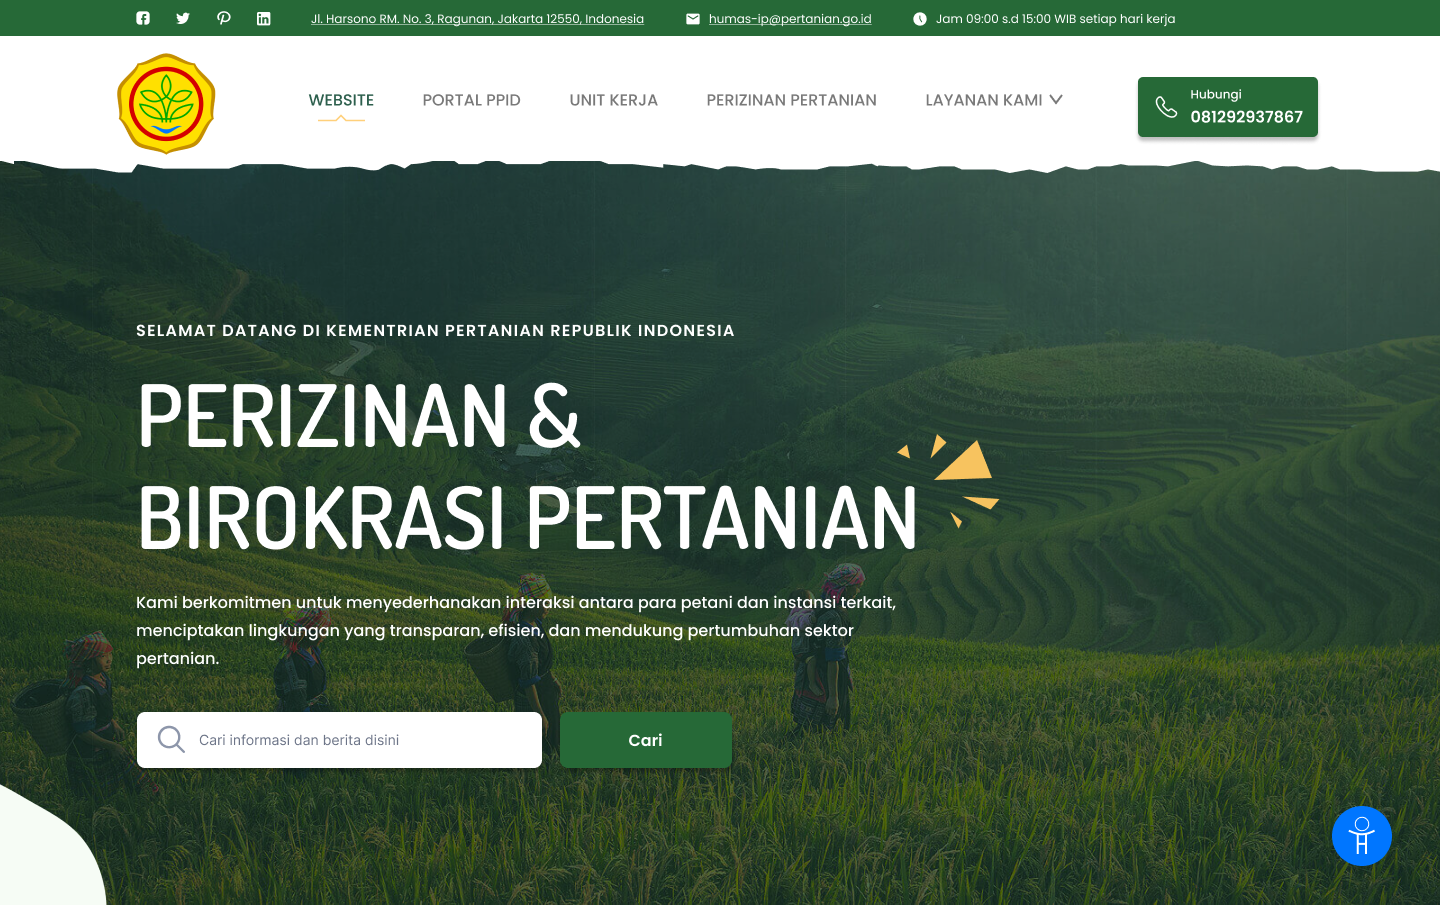 Jl. Harsono RM. No. 3, Ragunan, Jakarta 12550, Indonesia
humas-ip@pertanian.go.id
Jam 09:00 s.d 15:00 WIB setiap hari kerja
WEBSITE
PORTAL PPID
UNIT KERJA
PERIZINAN PERTANIAN
LAYANAN KAMI
Hubungi
081292937867
SELAMAT DATANG DI KEMENTRIAN PERTANIAN REPUBLIK INDONESIA
PERIZINAN &
BIROKRASI PERTANIAN
Kami berkomitmen untuk menyederhanakan interaksi antara para petani dan instansi terkait,
menciptakan lingkungan yang transparan, efisien, dan mendukung pertumbuhan sektor
pertanian.
Cari informasi dan berita disini
Cari